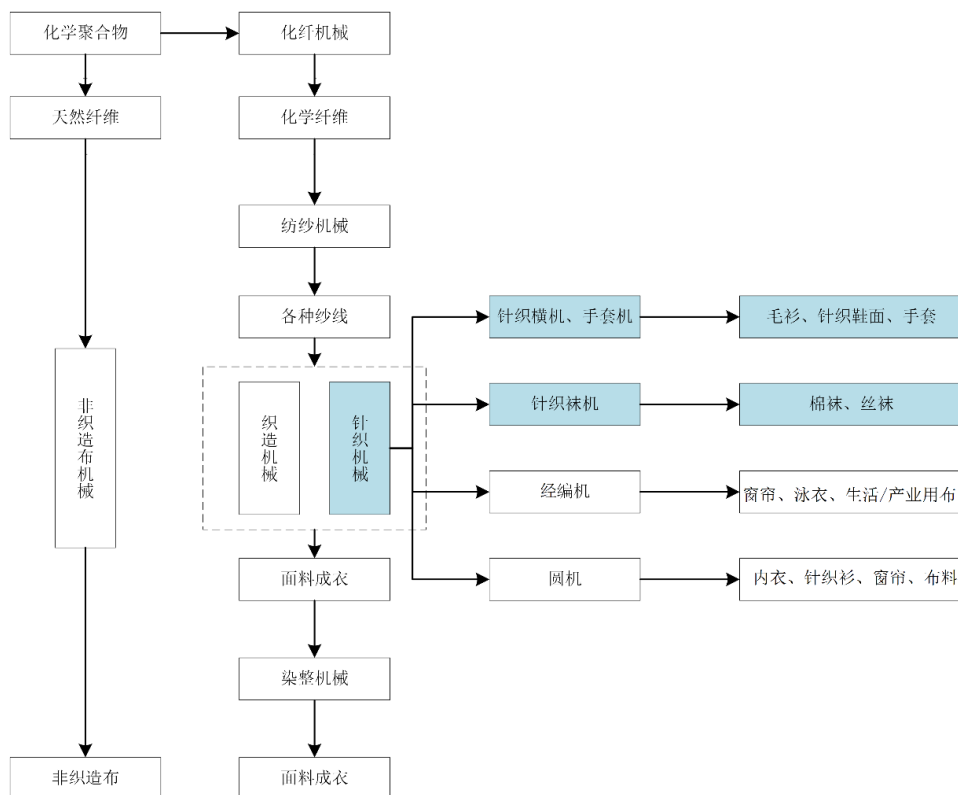 化学聚合物
化纤机械
天然纤维
化学纤维
纺纱机械
各种纱线
针织横机、手套机
毛衫、针织鞋面、手套
非织造布机械
织造机械
针织机械
针织袜机
棉袜、丝袜
经编机
窗帘、泳衣、生活/产业用布
面料成衣
圆机
内衣、针织衫、窗帘、布料
染整机械
非织造布
面料成衣